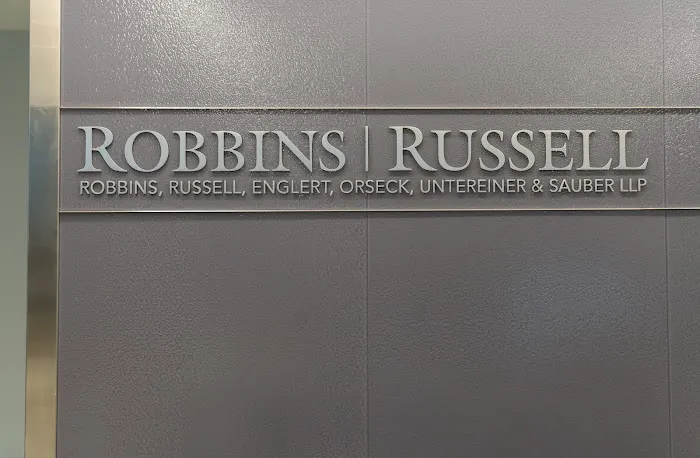 ROBBINS | RUSSELL
ROBBINS, RUSSELL, ENGLERT, ORSECK, UNTEREINER & SAUBER LLP